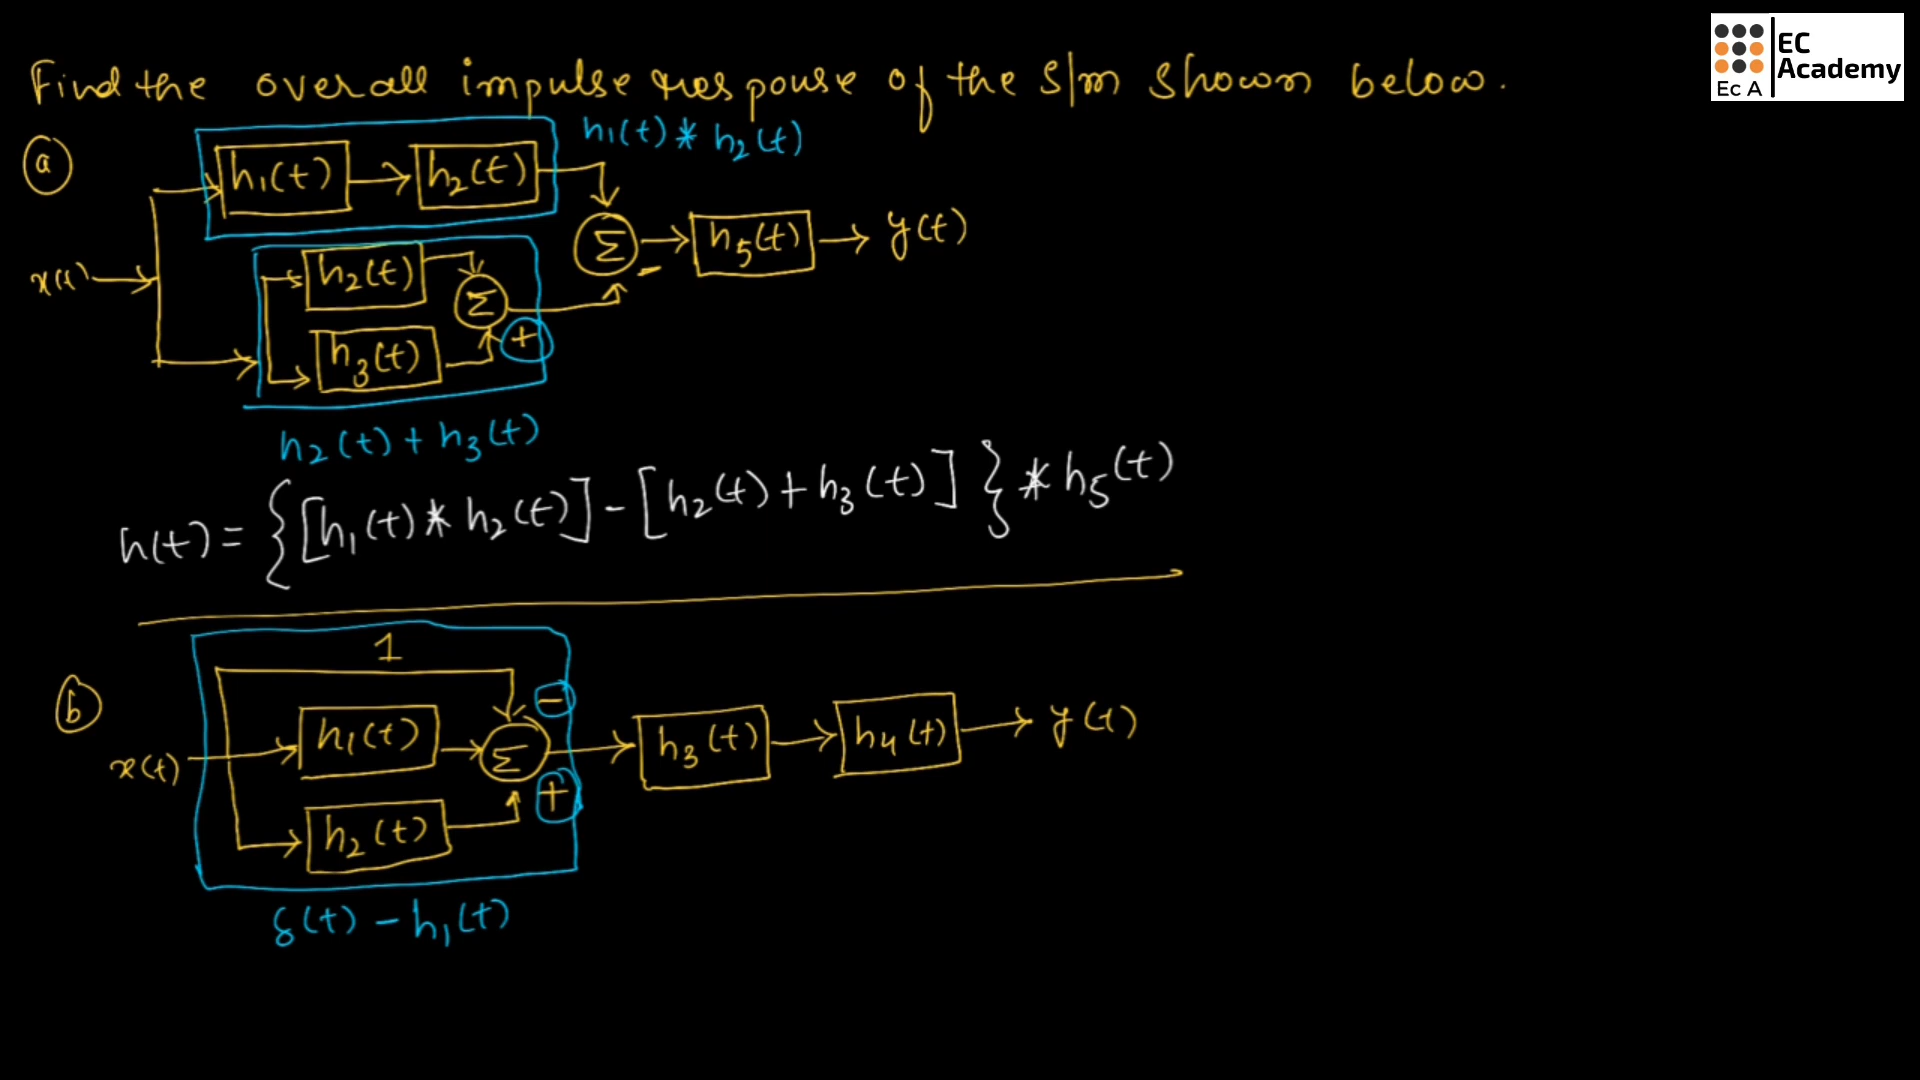 Find the overall impulse response of the S/m shown below.
EC
Academy
Ec A
a
h1(t) * h2(t)
h1(t) h2(t)
Σ h5(t) y(t)
x(t)
h2(t) Σ
-
h3(t) +
h2(t) + h3(t)
h(t) = {[h1(t) * h2(t)] - [h2(t) + h3(t)]} * h5(t)
1
b
-
x(t) h1(t) Σ h3(t) h4(t) y(t)
+
h2(t)
δ(t) - h1(t)